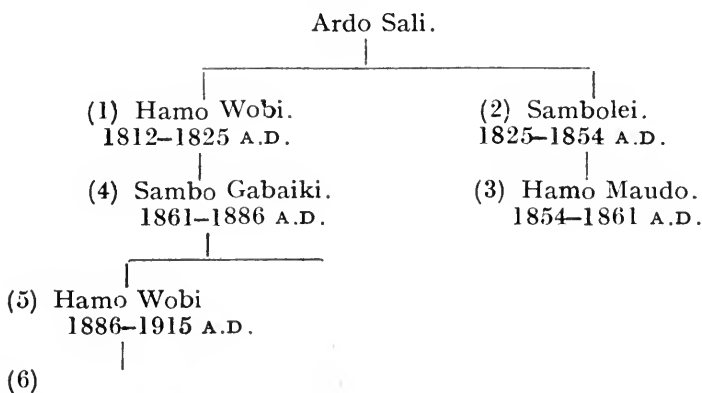 Ardo Sali.
(1) Hamo Wobi. (2) Sambolei.
1812–1825 A.D. 1825–1854 A.D.
(4) Sambo Gabaiki. (3) Hamo Maudo.
1861–1886 A.D. 1854–1861 A.D.
(5) Hamo Wobi
1886–1915 A.D.
(6)